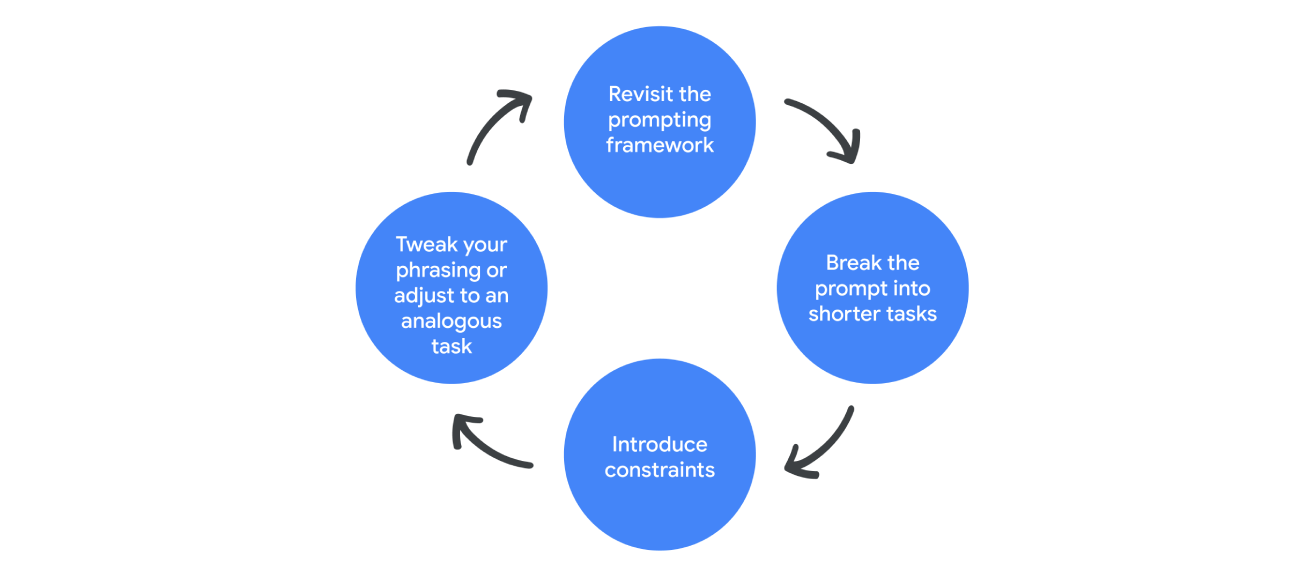 Revisit the
prompting
framework
Break the
prompt into
shorter tasks
Introduce
constraints
Tweak your
phrasing or
adjust to an
analogous
task